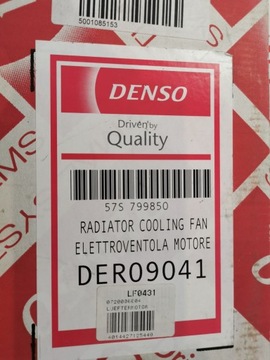 5001085153
DENSO
Driven by
Quality
57S 799850
RADIATOR COOLING FAN
ELETTROVENTOLA MOTORE
DER09041
LF0431